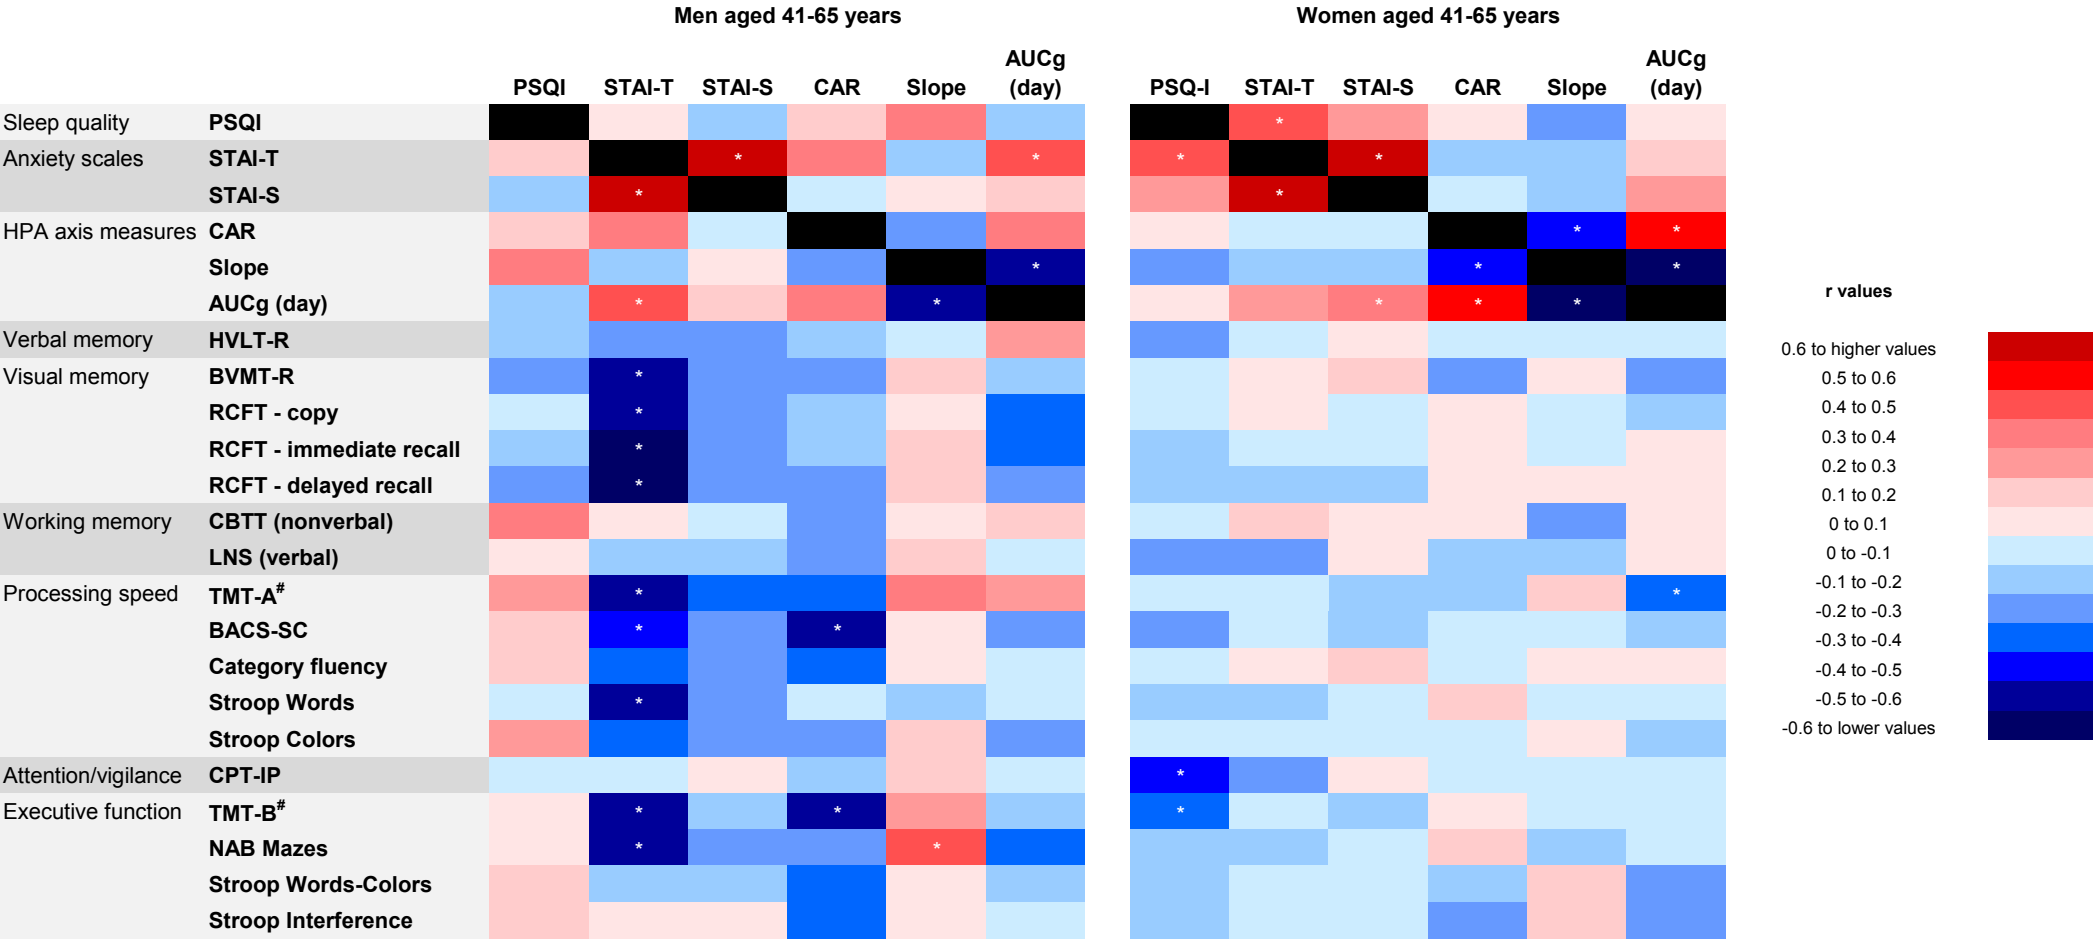 Men aged 41-65 years Women aged 41-65 years
AUCg AUCg
PSQI STAI-T STAI-S CAR Slope (day) PSQ-I STAI-T STAI-S CAR Slope (day)
Sleep quality PSQI *
Anxiety scales STAI-T * * * *
STAI-S * *
HPA axis measures CAR * *
Slope * * *
AUCg (day) * * * * *
Verbal memory HVLT-R
Visual memory BVMT-R *
RCFT - copy *
RCFT - immediate recall *
RCFT - delayed recall *
Working memory CBTT (nonverbal)
LNS (verbal)
Processing speed TMT-A# * *
BACS-SC * *
Category fluency
Stroop Words *
Stroop Colors
Attention/vigilance CPT-IP *
Executive function TMT-B# * * *
NAB Mazes * *
Stroop Words-Colors
Stroop Interference
r values
0.6 to higher values
0.5 to 0.6
0.4 to 0.5
0.3 to 0.4
0.2 to 0.3
0.1 to 0.2
0 to 0.1
0 to -0.1
-0.1 to -0.2
-0.2 to -0.3
-0.3 to -0.4
-0.4 to -0.5
-0.5 to -0.6
-0.6 to lower values